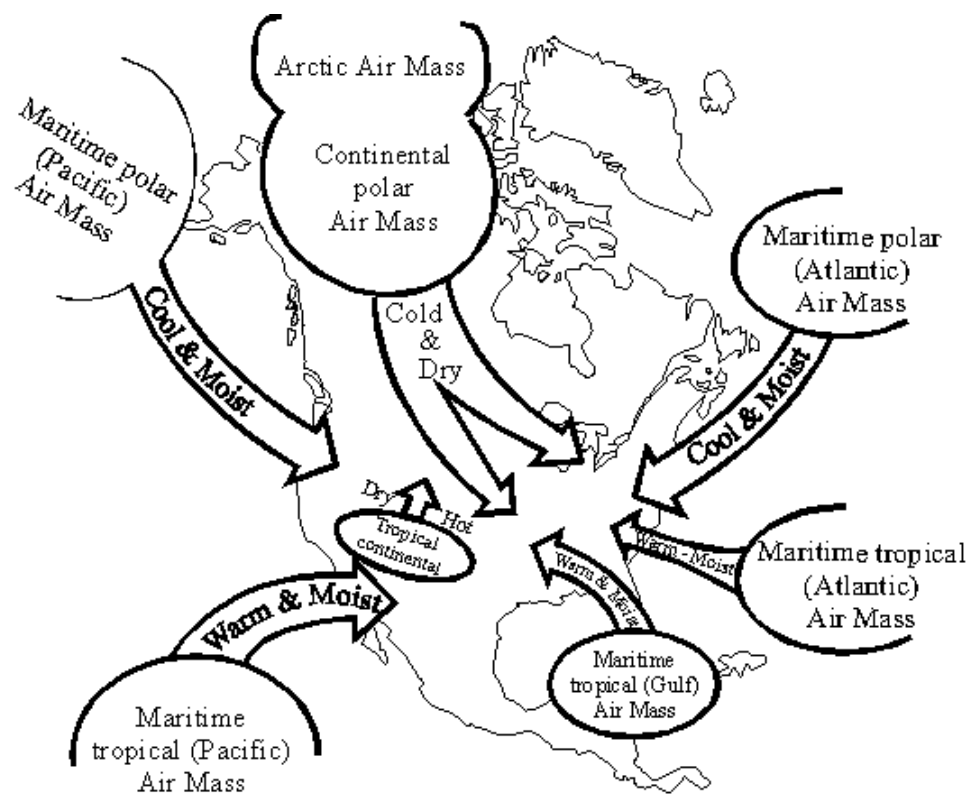 Arctic Air Mass
Continental
polar
Air Mass
Maritime polar
(Pacific)
Air Mass
Maritime polar
(Atlantic)
Air Mass
Cold
&
Dry
Cool & Moist
Cool & Moist
Dry
Hot
Tropical
continental
Warm - Moist
Maritime tropical
(Atlantic)
Air Mass
Warm & Moist
Warm & Moist
Maritime
tropical (Gulf)
Air Mass
Maritime
tropical (Pacific)
Air Mass